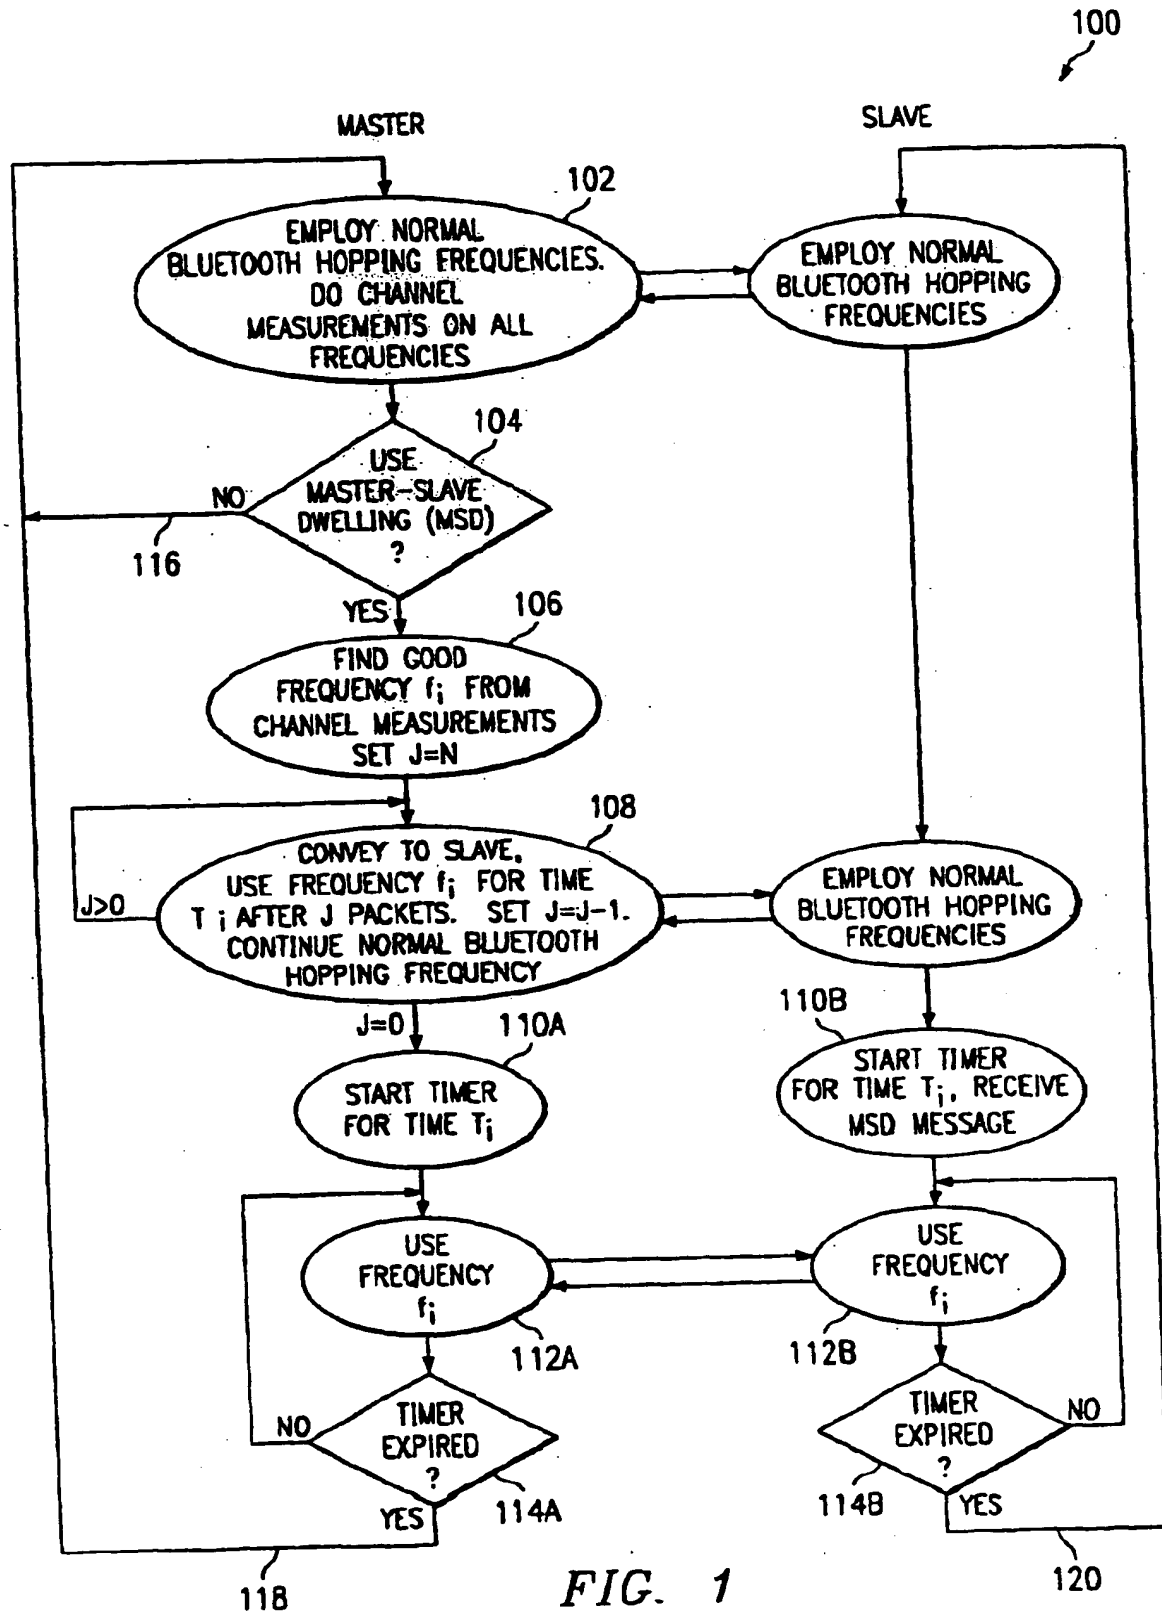 100
MASTER
SLAVE
102
EMPLOY NORMAL
BLUETOOTH HOPPING FREQUENCIES.
DO CHANNEL
MEASUREMENTS ON ALL
FREQUENCIES
EMPLOY NORMAL
BLUETOOTH HOPPING
FREQUENCIES
104
USE
MASTER-SLAVE
DWELLING (MSD)
?
NO
116
YES
106
FIND GOOD
FREQUENCY fi FROM
CHANNEL MEASUREMENTS
SET J=N
108
CONVEY TO SLAVE,
USE FREQUENCY fi FOR TIME
T i AFTER J PACKETS. SET J=J-1.
CONTINUE NORMAL BLUETOOTH
HOPPING FREQUENCY
J>0
EMPLOY NORMAL
BLUETOOTH HOPPING
FREQUENCIES
J=0
110A
START TIMER
FOR TIME Ti
110B
START TIMER
FOR TIME Ti, RECEIVE
MSD MESSAGE
USE
FREQUENCY
fi
112A
USE
FREQUENCY
fi
112B
TIMER
EXPIRED
?
NO
YES
114A
TIMER
EXPIRED
?
NO
YES
114B
118
120
FIG. 1